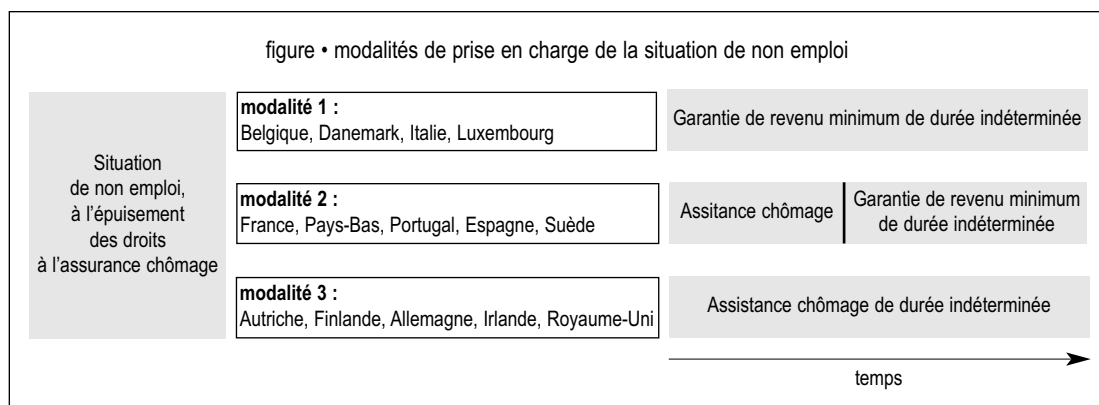 figure • modalités de prise en charge de la situation de non emploi
Situation
de non emploi,
à l'épuisement
des droits
à l'assurance chômage
modalité 1 :
Belgique, Danemark, Italie, Luxembourg
Garantie de revenu minimum de durée indéterminée
modalité 2 :
France, Pays-Bas, Portugal, Espagne, Suède
Assitance chômage
Garantie de revenu minimum
de durée indéterminée
modalité 3 :
Autriche, Finlande, Allemagne, Irlande, Royaume-Uni
Assistance chômage de durée indéterminée
temps